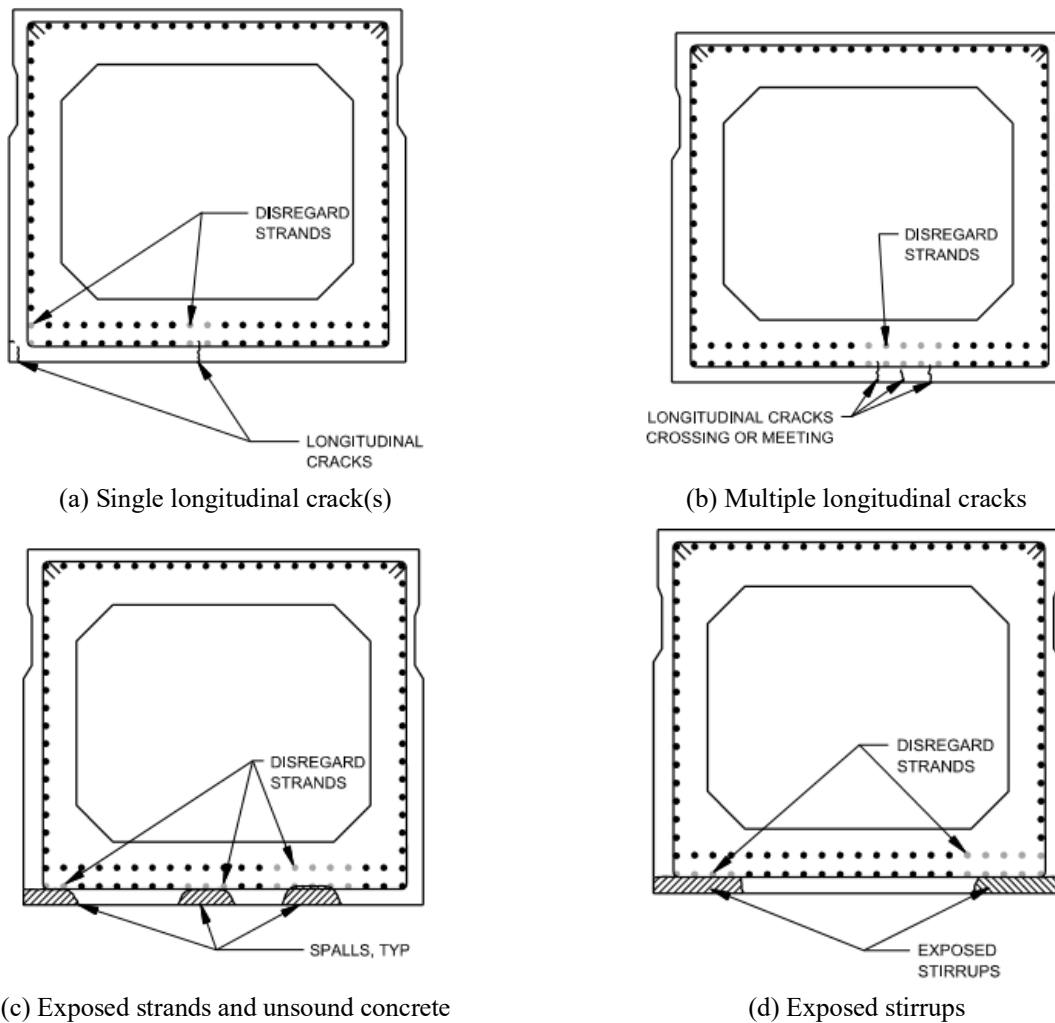 DISREGARD
STRANDS
LONGITUDINAL
CRACKS
(a) Single longitudinal crack(s)
DISREGARD
STRANDS
LONGITUDINAL CRACKS
CROSSING OR MEETING
(b) Multiple longitudinal cracks
DISREGARD
STRANDS
SPALLS, TYP
(c) Exposed strands and unsound concrete
DISREGARD
STRANDS
EXPOSED
STIRRUPS
(d) Exposed stirrups